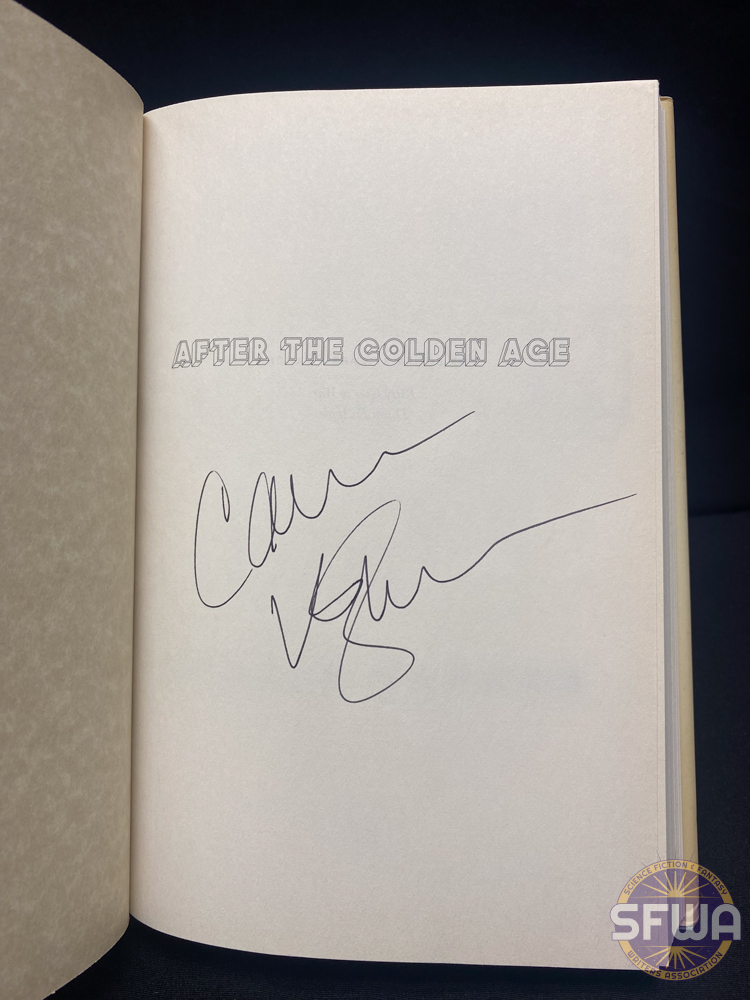 AFTER THE GOLDEN AGE
SCIENCE FICTION & FANTASY
SFWA
WRITERS ASSOCIATION